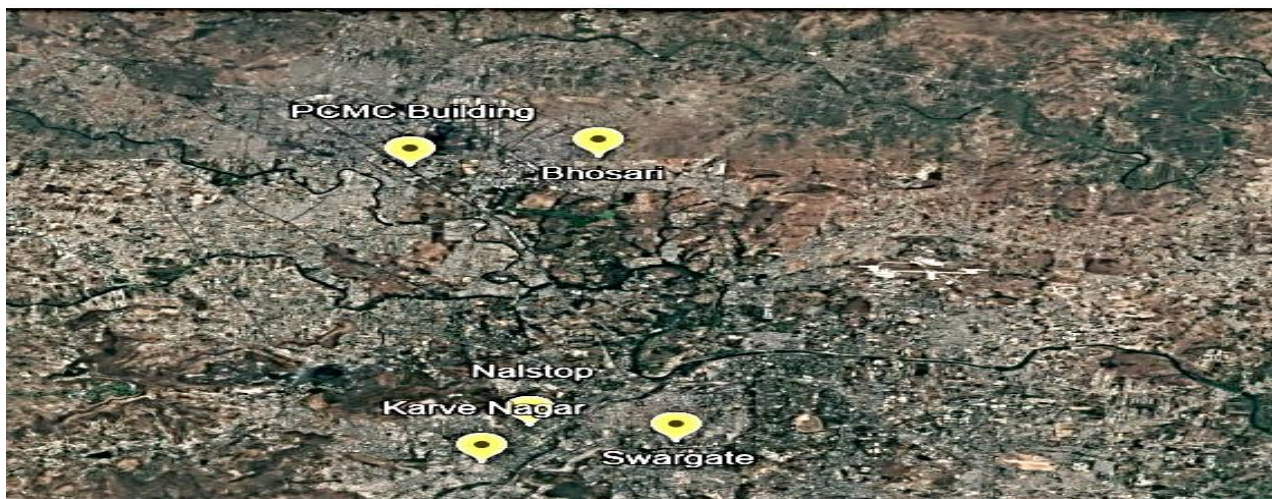 PCMC Building
Bhosari
Nalstop
Karve Nagar
Swargate